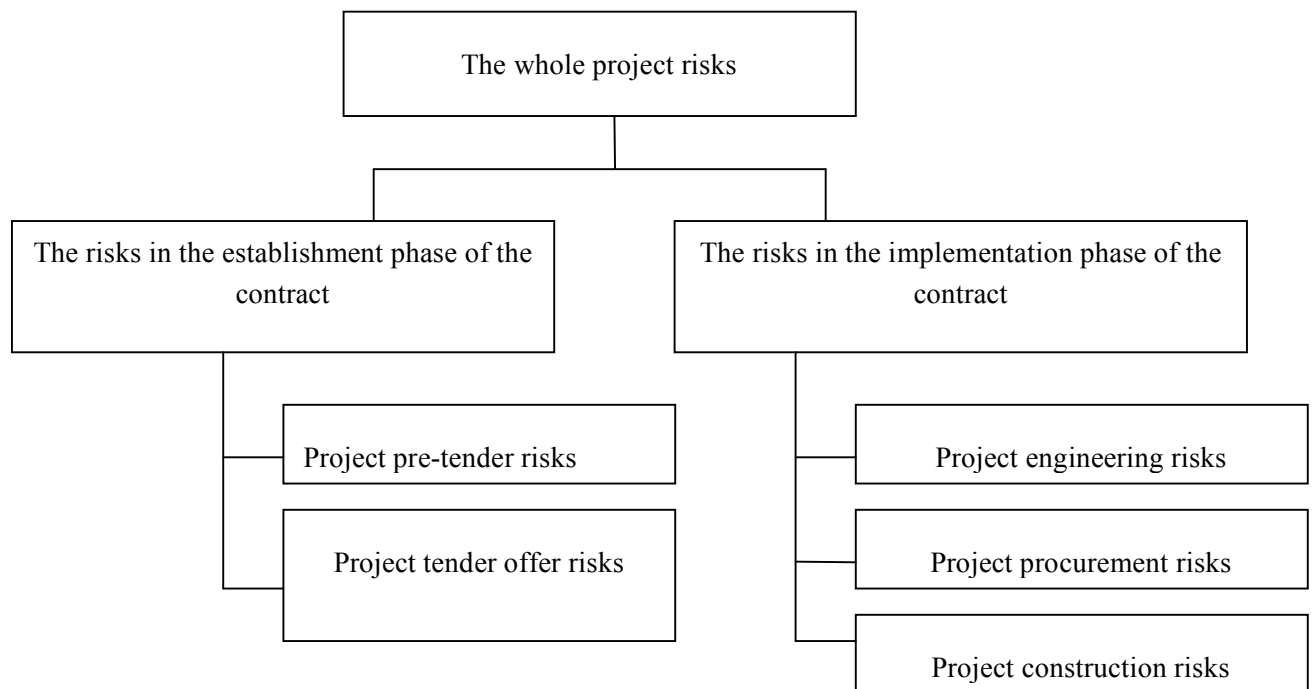 The whole project risks
The risks in the establishment phase of the
contract
The risks in the implementation phase of the
contract
Project pre-tender risks
Project tender offer risks
Project engineering risks
Project procurement risks
Project construction risks